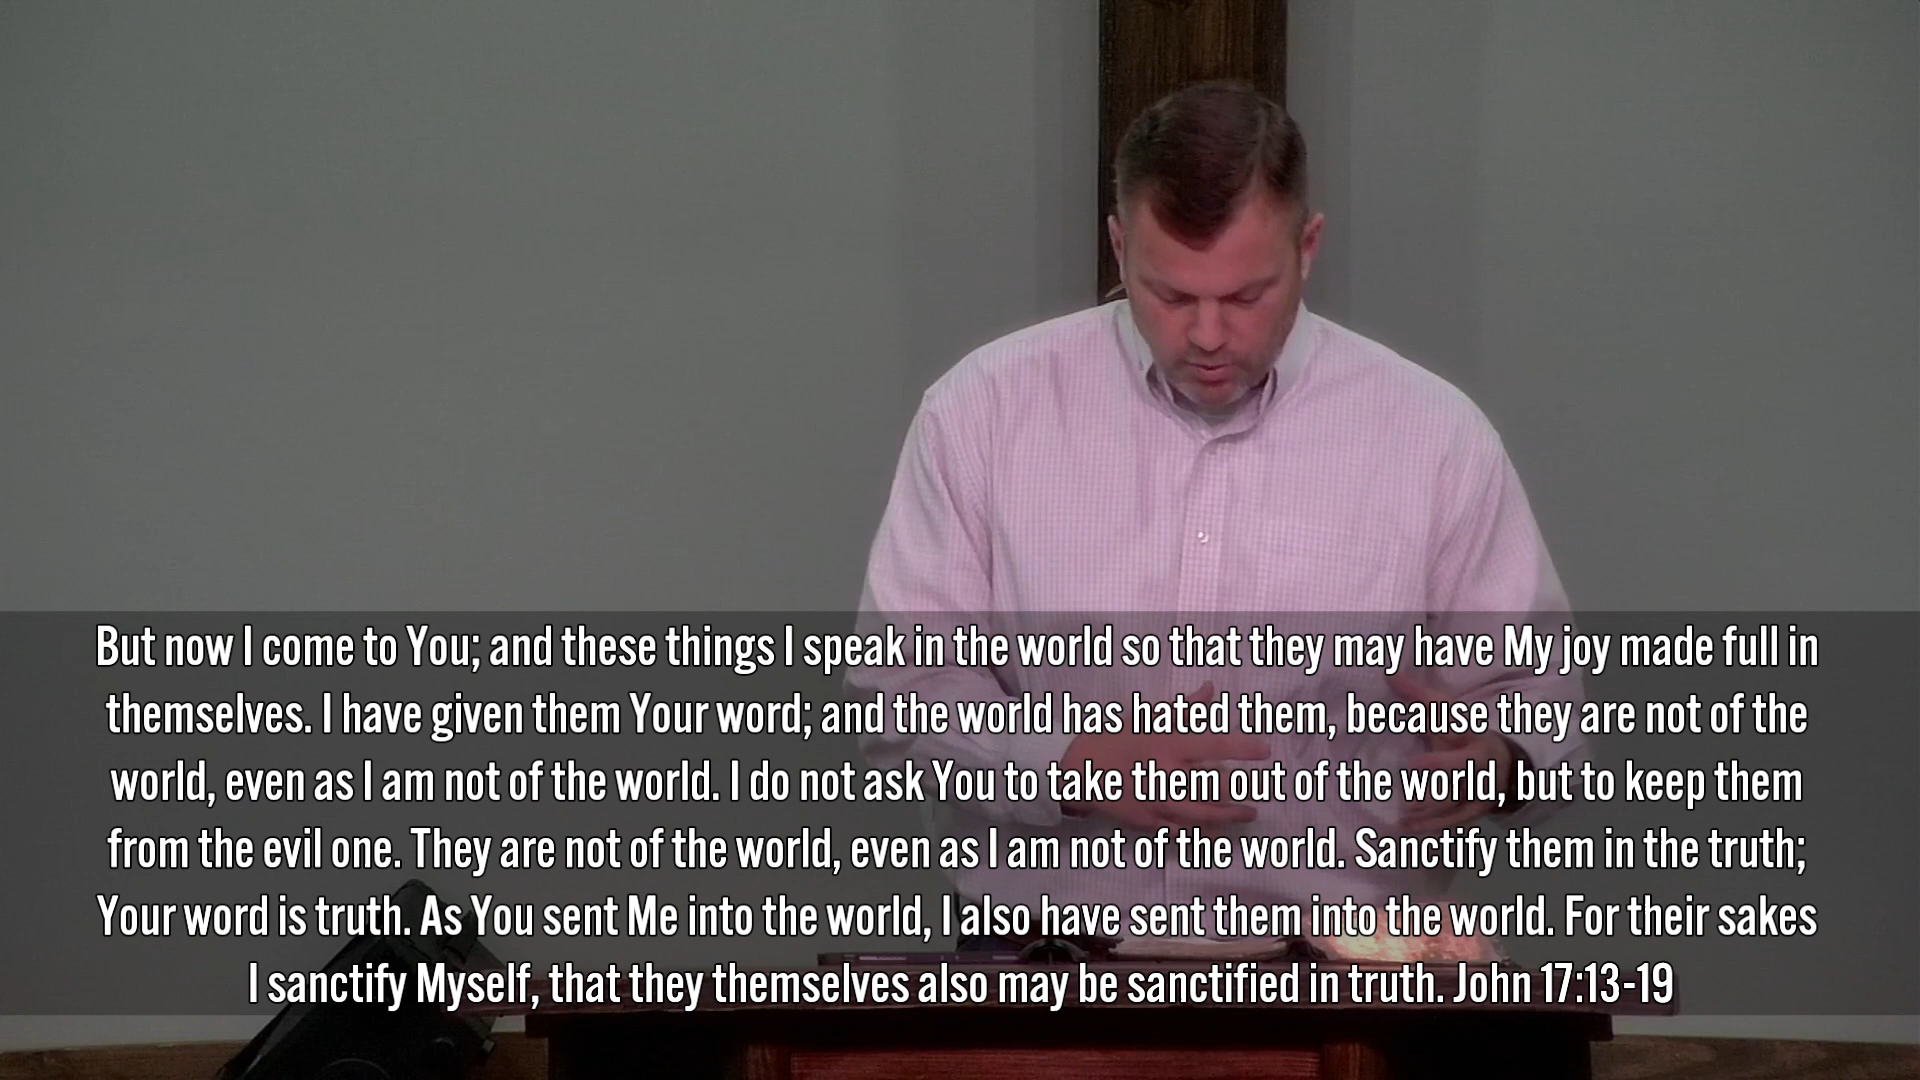 But now I come to You; and these things I speak in the world so that they may have My joy made full in
themselves. I have given them Your word; and the world has hated them, because they are not of the
world, even as I am not of the world. I do not ask You to take them out of the world, but to keep them
from the evil one. They are not of the world, even as I am not of the world. Sanctify them in the truth;
Your word is truth. As You sent Me into the world, I also have sent them into the world. For their sakes
I sanctify Myself, that they themselves also may be sanctified in truth. John 17:13-19